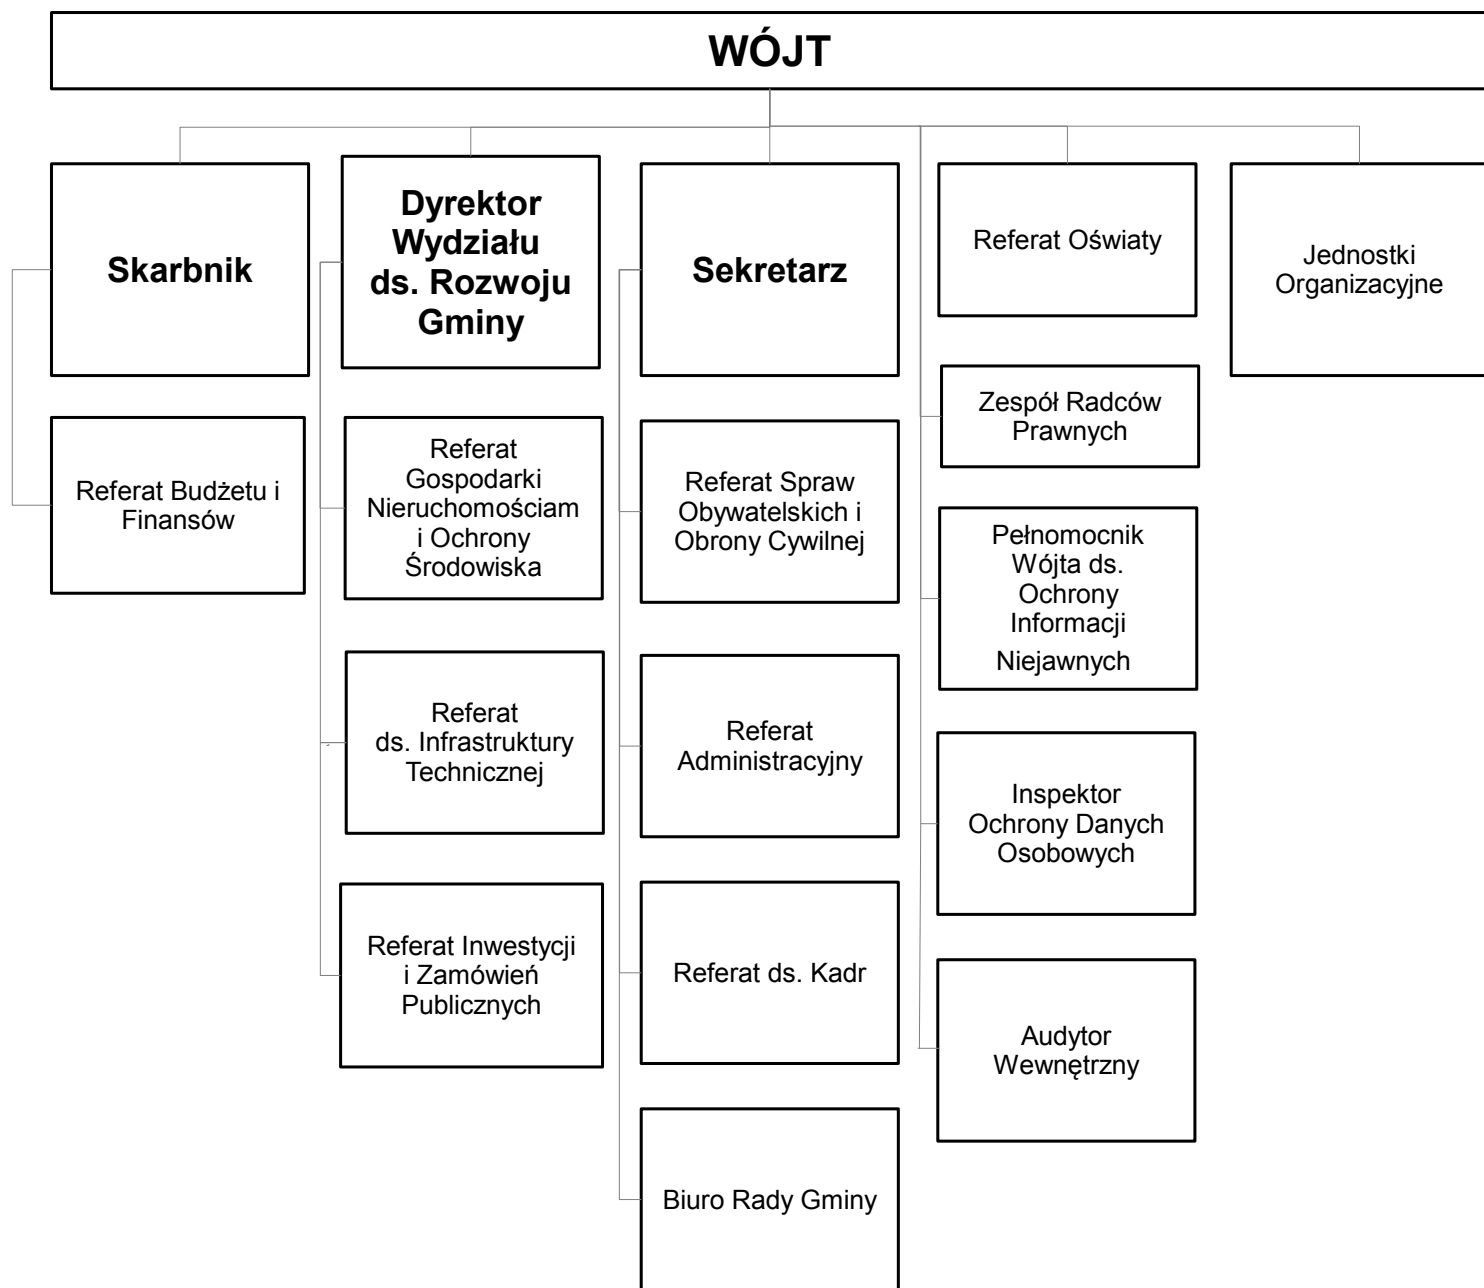 WÓJT
Skarbnik
Dyrektor
Wydziału
ds. Rozwoju
Gminy
Sekretarz
Referat Oświaty
Jednostki
Organizacyjne
Zespół Radców
Prawnych
Referat Budżetu i
Finansów
Referat
Gospodarki
Nieruchomościam
i Ochrony
Środowiska
Referat Spraw
Obywatelskich i
Obrony Cywilnej
Pełnomocnik
Wójta ds.
Ochrony
Informacji
Niejawnych
Referat
ds. Infrastruktury
Technicznej
Referat
Administracyjny
Inspektor
Ochrony Danych
Osobowych
Referat Inwestycji
i Zamówień
Publicznych
Referat ds. Kadr
Audytor
Wewnętrzny
Biuro Rady Gminy